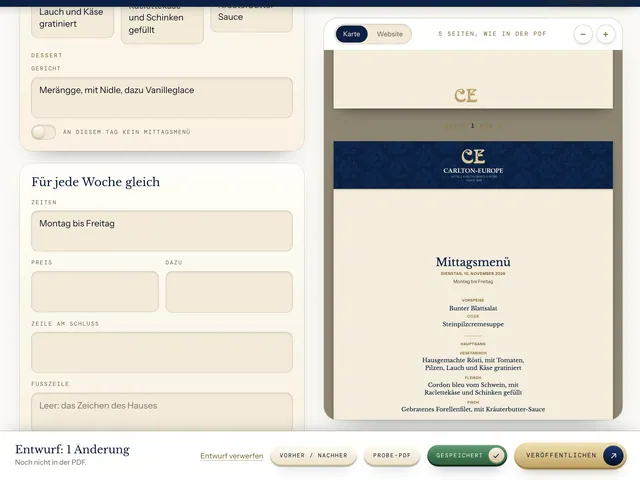 Lauch und Käse
gratiniert
Raclettekäse
und Schinken
gefüllt
Kräuterbutter-
Sauce
DESSERT
GERICHT
Merängge, mit Nidle, dazu Vanilleglace
AN DIESEM TAG KEIN MITTAGSMENÜ
Für jede Woche gleich
ZEITEN
Montag bis Freitag
PREIS
DAZU
ZEILE AM SCHLUSS
FUSSZEILE
Leer: das Zeichen des Hauses
Karte
Website
5 SEITEN, WIE IN DER PDF
CE
CE
CARLTON-EUROPE
Mittagsmenü
DIENSTAG, 10. NOVEMBER 2026
Montag bis Freitag
VORSPEISE
Bunter Blattsalat
ODER
Steinpilzcremesuppe
HAUPTGANG
VEGETARISCH
Hausgemachte Rösti, mit Tomaten,
Pilzen, Lauch und Käse gratiniert
FLEISCH
Cordon bleu vom Schwein, mit
Raclettekäse und Schinken gefüllt
FISCH
Gebratenes Forellenfilet, mit Kräuterbutter-Sauce
Entwurf: 1 Änderung
Noch nicht in der PDF.
Entwurf verwerfen
VORHER / NACHHER
PROBE-PDF
GESPEICHERT
VERÖFFENTLICHEN